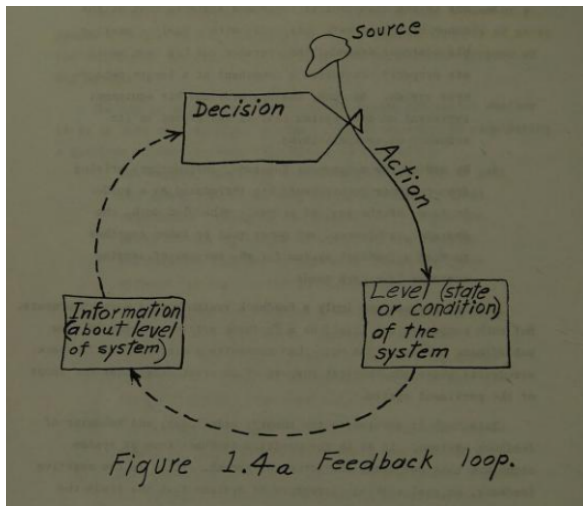 Source
Decision
Action
Level (state
or condition)
of the
system
Information
(about level
of system)
Figure 1.4a Feedback loop.